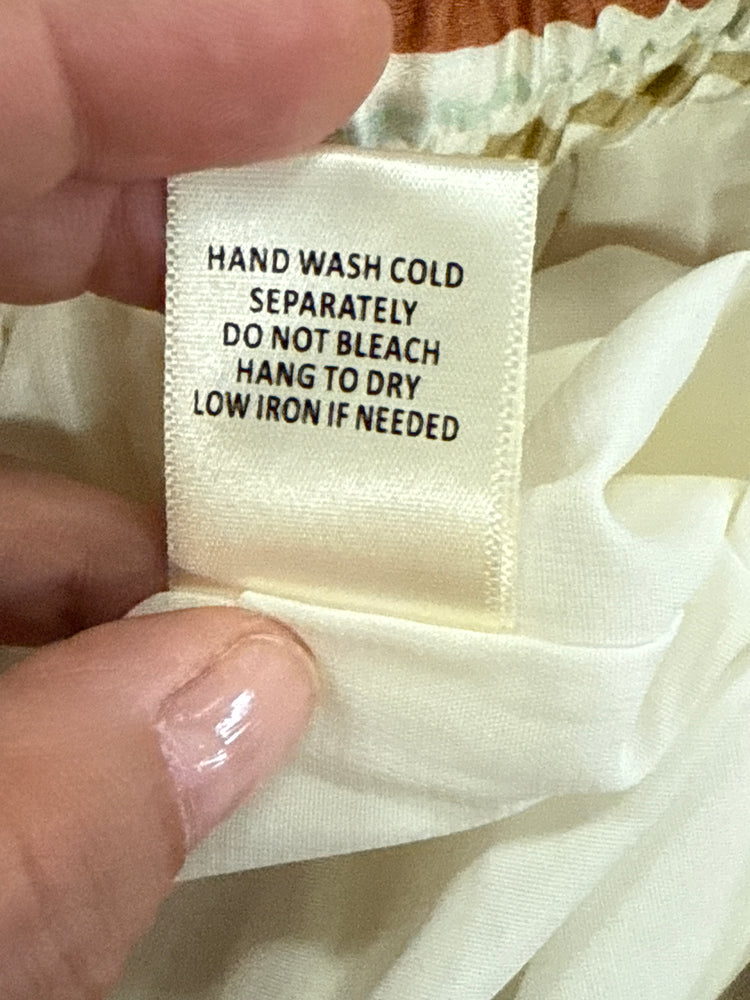 HAND WASH COLD
SEPARATELY
DO NOT BLEACH
HANG TO DRY
LOW IRON IF NEEDED